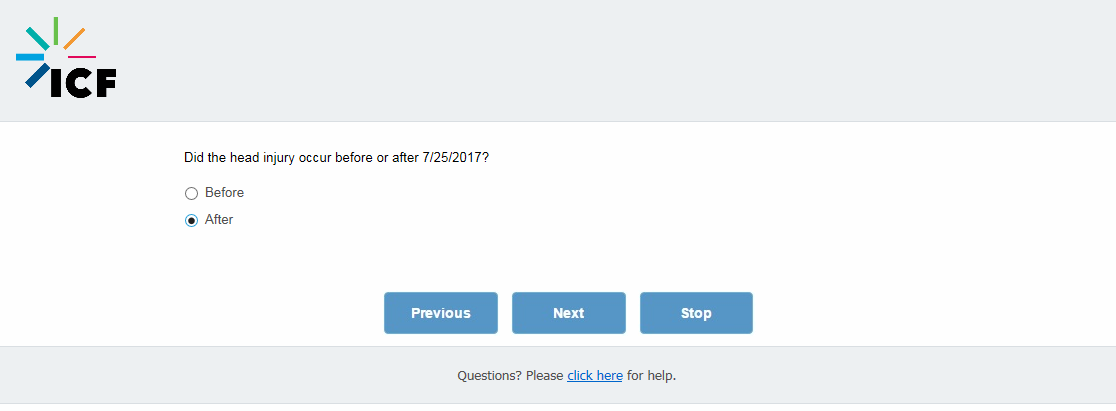 ICF
Did the head injury occur before or after 7/25/2017?
Before
After
Previous
Next
Stop
Questions? Please click here for help.